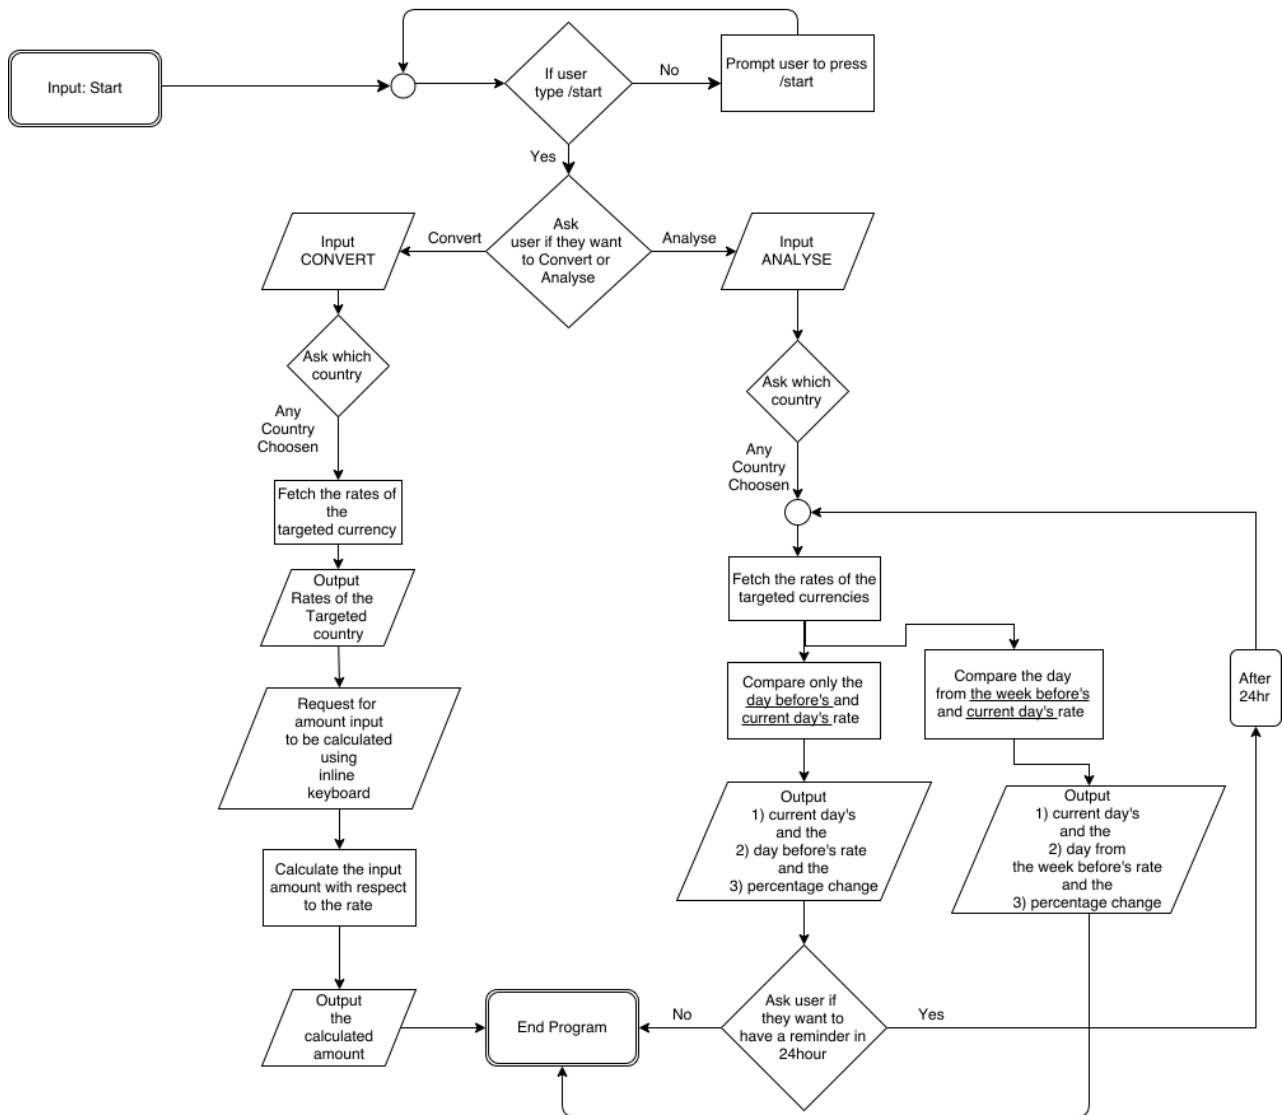 Input: Start
If user
type /start
No
Prompt user to press
/start
Yes
Ask
user if they want
to Convert or
Analyse
Convert
Input
CONVERT
Analyse
Input
ANALYSE
Ask which
country
Any
Country
Choosen
Fetch the rates of
the
targeted currency
Output
Rates of the
Targeted
country
Request for
amount input
to be calculated
using
inline
keyboard
Calculate the input
amount with respect
to the rate
Output
the
calculated
amount
End Program
Ask which
country
Any
Country
Choosen
Fetch the rates of the
targeted currencies
Compare only the
day before's and
current day's rate
Compare the day
from the week before's
and current day's rate
After
24hr
Output
1) current day's
and the
2) day before's rate
and the
3) percentage change
Output
1) current day's
and the
2) day from
the week before's rate
and the
3) percentage change
Ask user if
they want to
have a reminder in
24hour
No
Yes